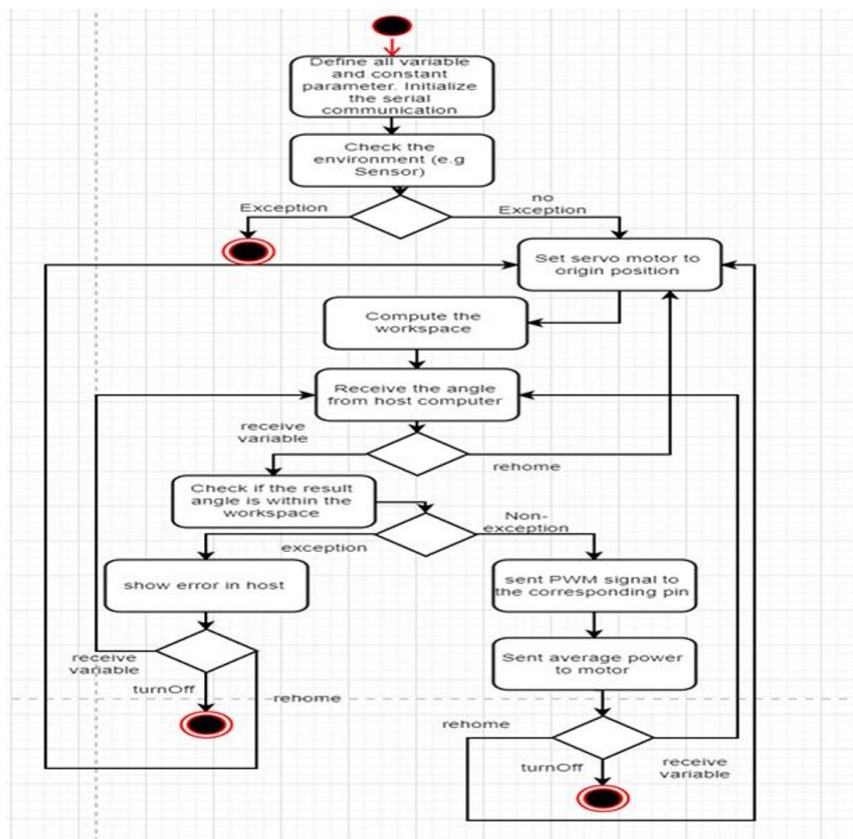 Define all variable
and constant
parameter. Initialize
the serial
communication
Check the
environment (e.g
Sensor)
Exception
no
Exception
Set servo motor to
origin position
Compute the
workspace
Receive the angle
from host computer
receive
variable
rehome
Check if the result
angle is within the
workspace
exception
Non-
exception
show error in host
sent PWM signal to
the corresponding pin
receive
variable
turnOff
rehome
Sent average power
to motor
rehome
turnOff
receive
variable